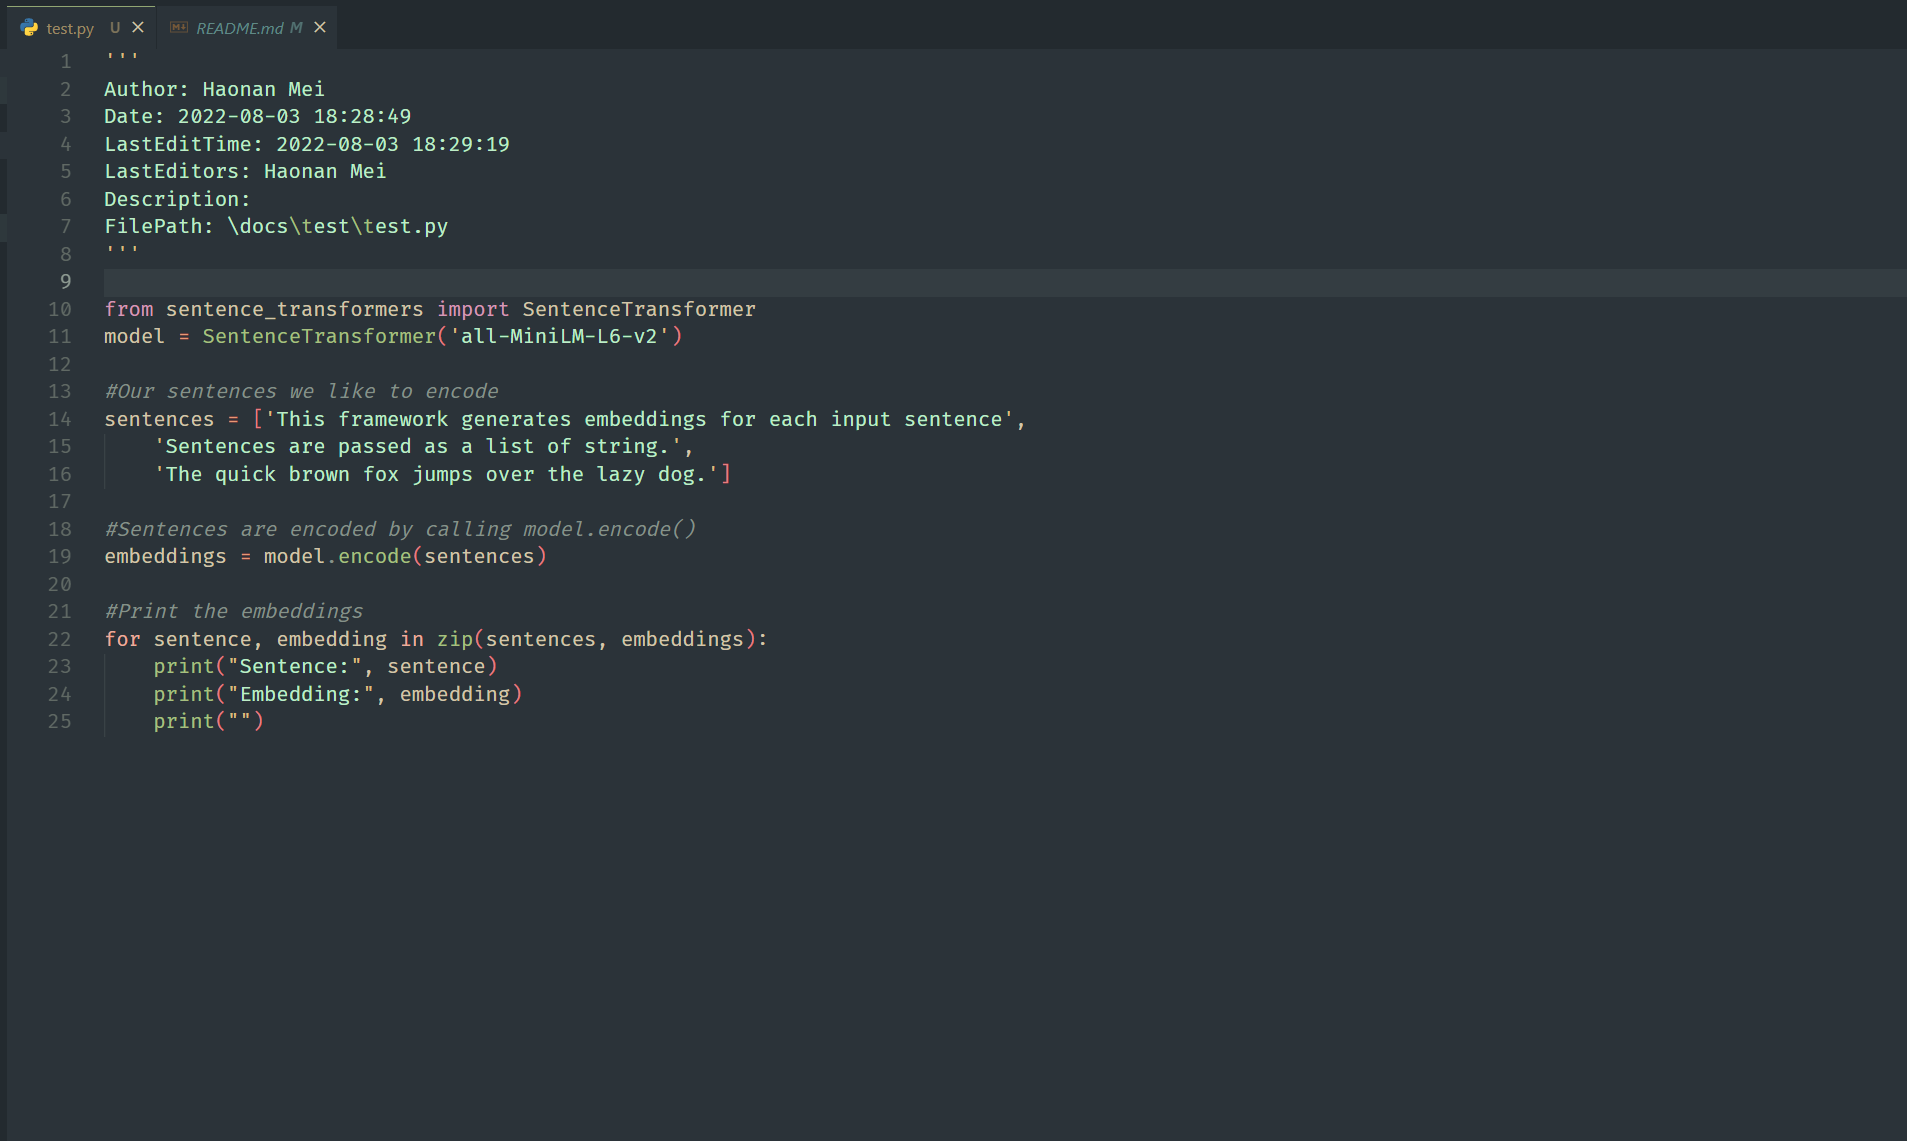 test.py U ×
README.md M ×
1 '''
2 Author: Haonan Mei
3 Date: 2022-08-03 18:28:49
4 LastEditTime: 2022-08-03 18:29:19
5 LastEditors: Haonan Mei
6 Description:
7 FilePath: \docs\test\test.py
8 '''
9
10 from sentence_transformers import SentenceTransformer
11 model = SentenceTransformer('all-MiniLM-L6-v2')
12
13 #Our sentences we like to encode
14 sentences = ['This framework generates embeddings for each input sentence',
15     'Sentences are passed as a list of string.',
16     'The quick brown fox jumps over the lazy dog.']
17
18 #Sentences are encoded by calling model.encode()
19 embeddings = model.encode(sentences)
20
21 #Print the embeddings
22 for sentence, embedding in zip(sentences, embeddings):
23     print("Sentence:", sentence)
24     print("Embedding:", embedding)
25     print("")